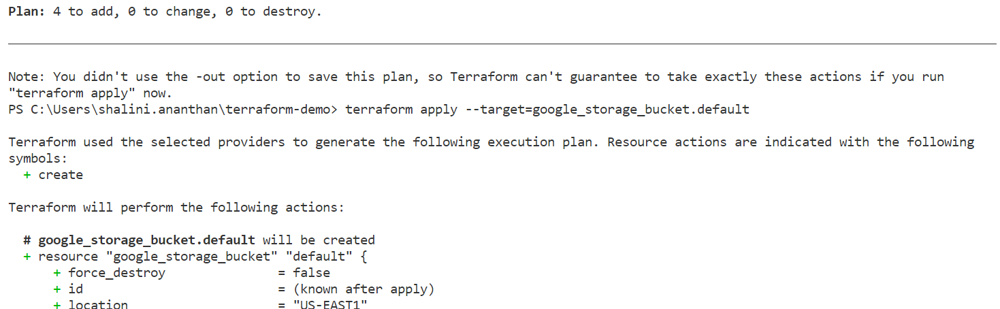 Plan: 4 to add, 0 to change, 0 to destroy.
Note: You didn't use the -out option to save this plan, so Terraform can't guarantee to take exactly these actions if you run
"terraform apply" now.
PS C:\Users\shalini.ananthan\terraform-demo> terraform apply --target=google_storage_bucket.default
Terraform used the selected providers to generate the following execution plan. Resource actions are indicated with the following
symbols:
  + create
Terraform will perform the following actions:
  # google_storage_bucket.default will be created
  + resource "google_storage_bucket" "default" {
      + force_destroy               = false
      + id                          = (known after apply)
      + location                    = "US-EAST1"